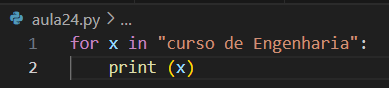 aula24.py > ...
1 for x in "curso de Engenharia":
2 print (x)